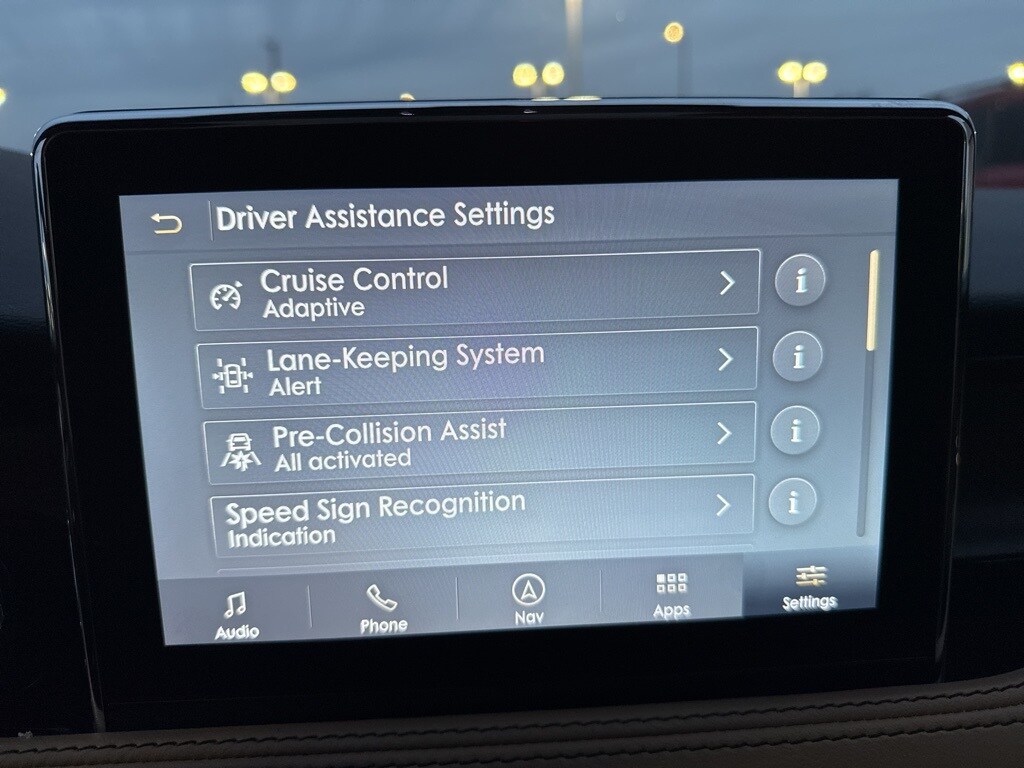 Driver Assistance Settings
Cruise Control
Adaptive
i
Lane-Keeping System
Alert
i
Pre-Collision Assist
All activated
i
Speed Sign Recognition
Indication
i
Audio
Phone
Nav
Apps
Settings